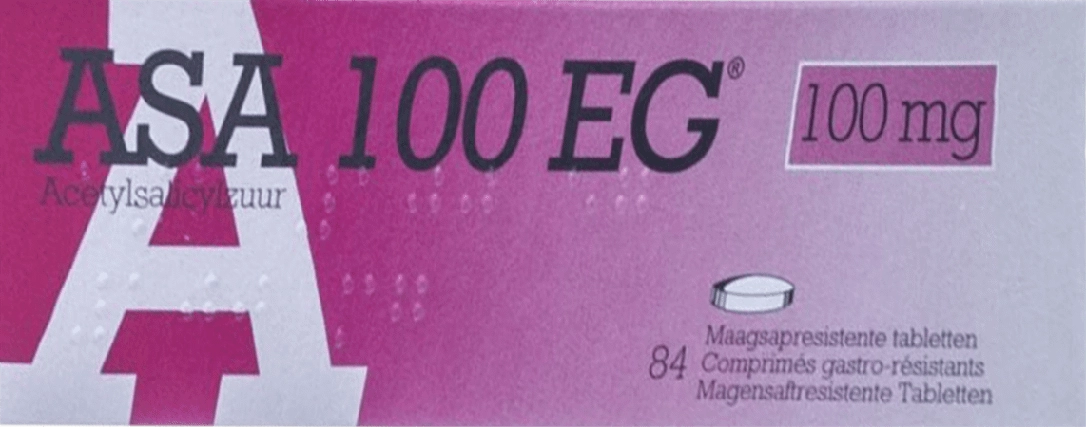 ASA 100 EG®
100 mg
Acetylsalicylzuur
84
Maagsapresistente tabletten
Comprimés gastro-résistants
Magensaftresistente Tabletten